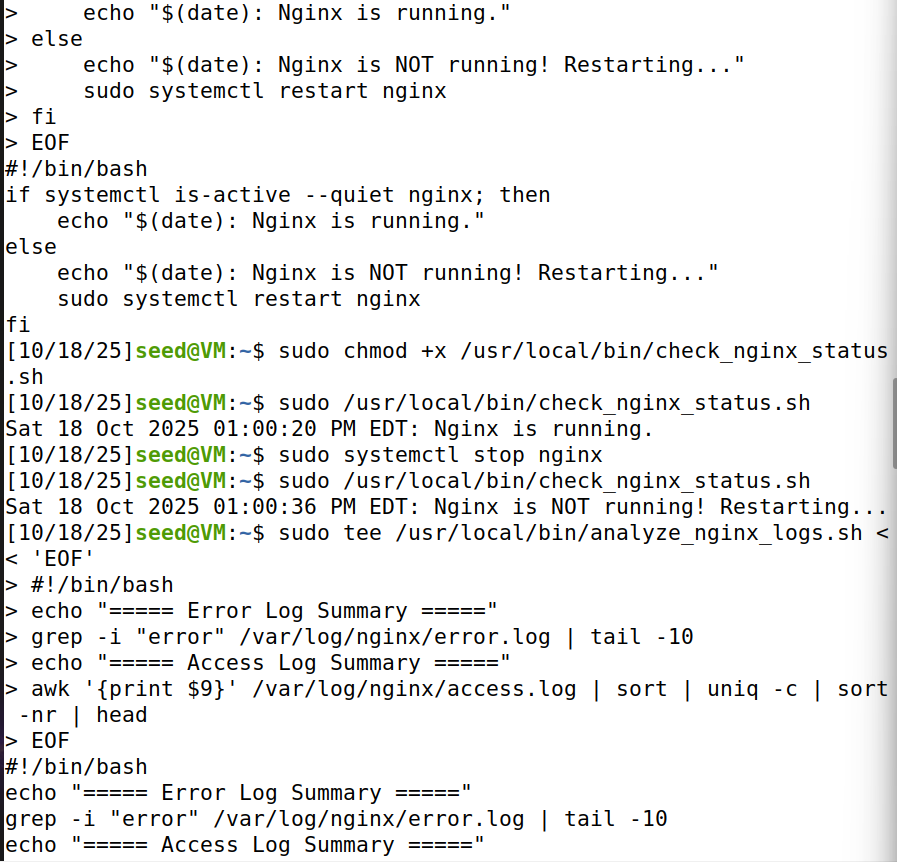 >     echo "$(date): Nginx is running."
> else
>     echo "$(date): Nginx is NOT running! Restarting..."
>     sudo systemctl restart nginx
> fi
> EOF
#!/bin/bash
if systemctl is-active --quiet nginx; then
    echo "$(date): Nginx is running."
else
    echo "$(date): Nginx is NOT running! Restarting..."
    sudo systemctl restart nginx
fi
[10/18/25]seed@VM:~$ sudo chmod +x /usr/local/bin/check_nginx_status
.sh
[10/18/25]seed@VM:~$ sudo /usr/local/bin/check_nginx_status.sh
Sat 18 Oct 2025 01:00:20 PM EDT: Nginx is running.
[10/18/25]seed@VM:~$ sudo systemctl stop nginx
[10/18/25]seed@VM:~$ sudo /usr/local/bin/check_nginx_status.sh
Sat 18 Oct 2025 01:00:36 PM EDT: Nginx is NOT running! Restarting...
[10/18/25]seed@VM:~$ sudo tee /usr/local/bin/analyze_nginx_logs.sh <
< 'EOF'
> #!/bin/bash
> echo "===== Error Log Summary ====="
> grep -i "error" /var/log/nginx/error.log | tail -10
> echo "===== Access Log Summary ====="
> awk '{print $9}' /var/log/nginx/access.log | sort | uniq -c | sort
 -nr | head
> EOF
#!/bin/bash
echo "===== Error Log Summary ====="
grep -i "error" /var/log/nginx/error.log | tail -10
echo "===== Access Log Summary ====="